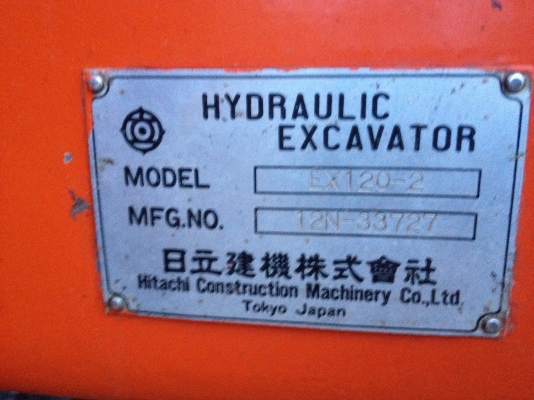 HYDRAULIC
EXCAVATOR
MODEL EX120-2
MFG.NO. 12N-33727
日立建機株式會社
Hitachi Construction Machinery Co.,Ltd.
Tokyo Japan